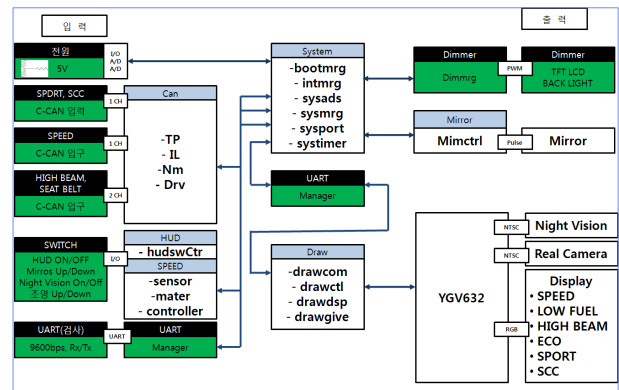 입 력
출 력
전원
5V
I/O
A/D
A/D
System
-bootmrg
- intmrg
- sysads
- sysmrg
- sysport
- systimer
Dimmer
Dimmrg
PWM
Dimmer
TFT LCD
BACK LIGHT
SPDRT, SCC
C-CAN 입력
1 CH
Can
-TP
- IL
- Nm
- Drv
SPEED
C-CAN 입구
1 CH
HIGH BEAM,
SEAT BELT
C-CAN 입구
2 CH
Mirror
Mimctrl
Pulse
Mirror
UART
Manager
SWITCH
HUD ON/OFF
Mirros Up/Down
Night Vision On/Off
조명 Up/Down
I/O
HUD
- hudswCtr
SPEED
-sensor
- mater
- controller
Draw
-drawcom
- drawctl
- drawdsp
- drawgive
YGV632
NTSC
Night Vision
NTSC
Real Camera
RGB
Display
• SPEED
• LOW FUEL
• HIGH BEAM
• ECO
• SPORT
• SCC
UART(검사)
9600bps, Rx/Tx
UART
UART
Manager